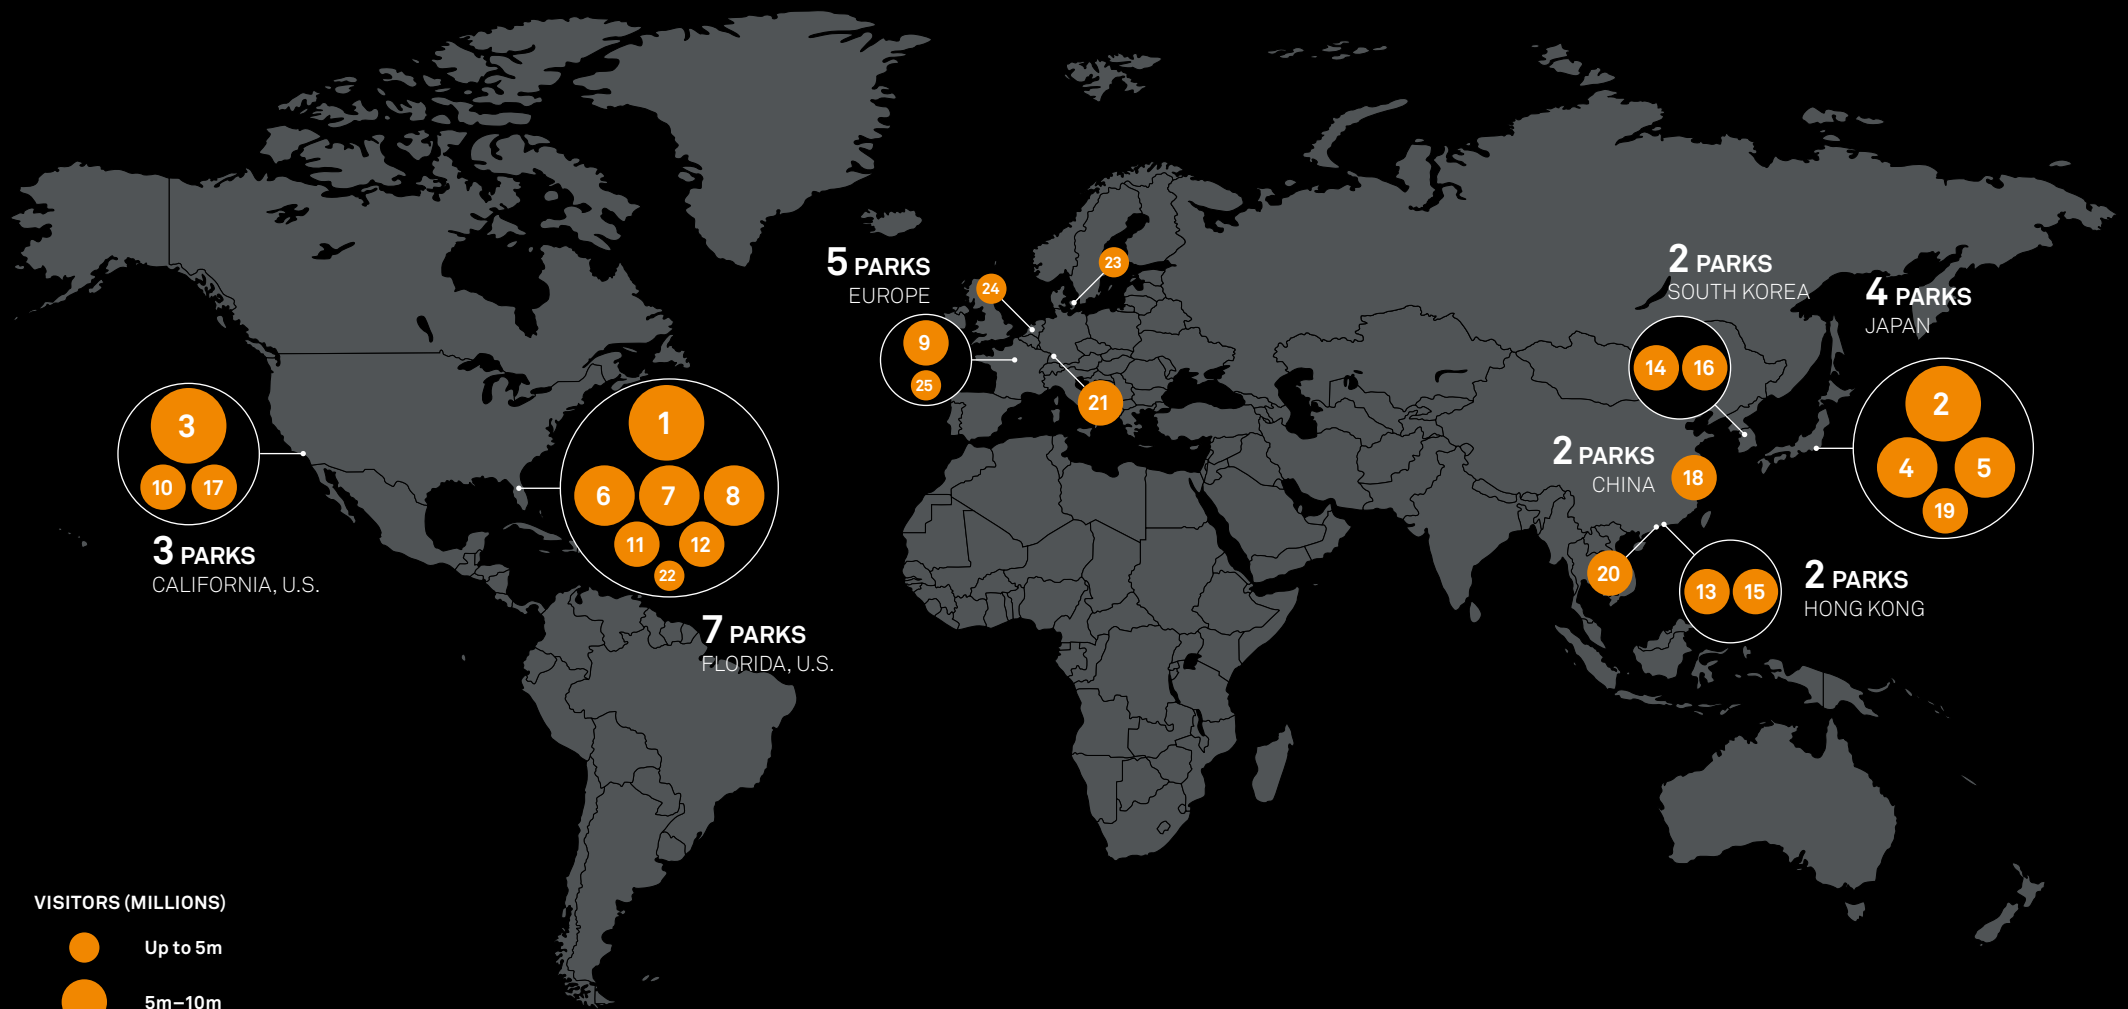 5 PARKS
EUROPE
23
24
9
25
21
2 PARKS
SOUTH KOREA
14 16
4 PARKS
JAPAN
2
4 5
19
2 PARKS
CHINA
18
20
13 15
2 PARKS
HONG KONG
3
10 17
3 PARKS
CALIFORNIA, U.S.
1
6 7 8
11 12
22
7 PARKS
FLORIDA, U.S.
VISITORS (MILLIONS)
Up to 5m
5m–10m